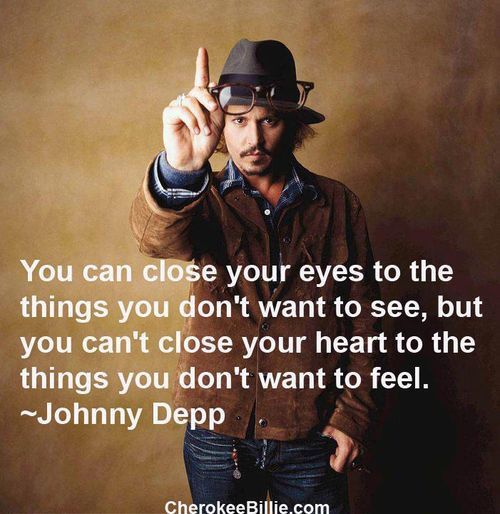 You can close your eyes to the
things you don't want to see, but
you can't close your heart to the
things you don't want to feel.
~Johnny Depp
CherokeeBillie.com